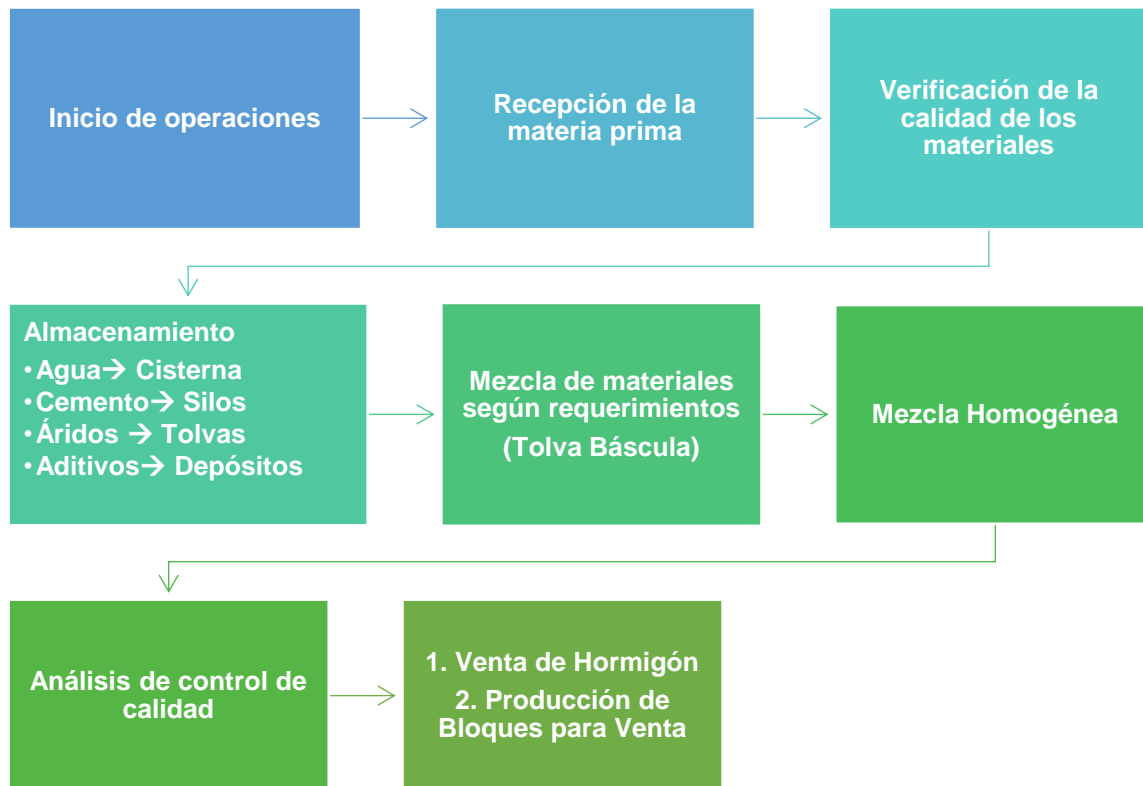 Inicio de operaciones
Recepción de la
materia prima
Verificación de la
calidad de los
materiales
Almacenamiento
•Agua→ Cisterna
•Cemento→ Silos
•Áridos → Tolvas
•Aditivos→ Depósitos
Mezcla de materiales
según requerimientos
(Tolva Báscula)
Mezcla Homogénea
Análisis de control de
calidad
1. Venta de Hormigón
2. Producción de
Bloques para Venta